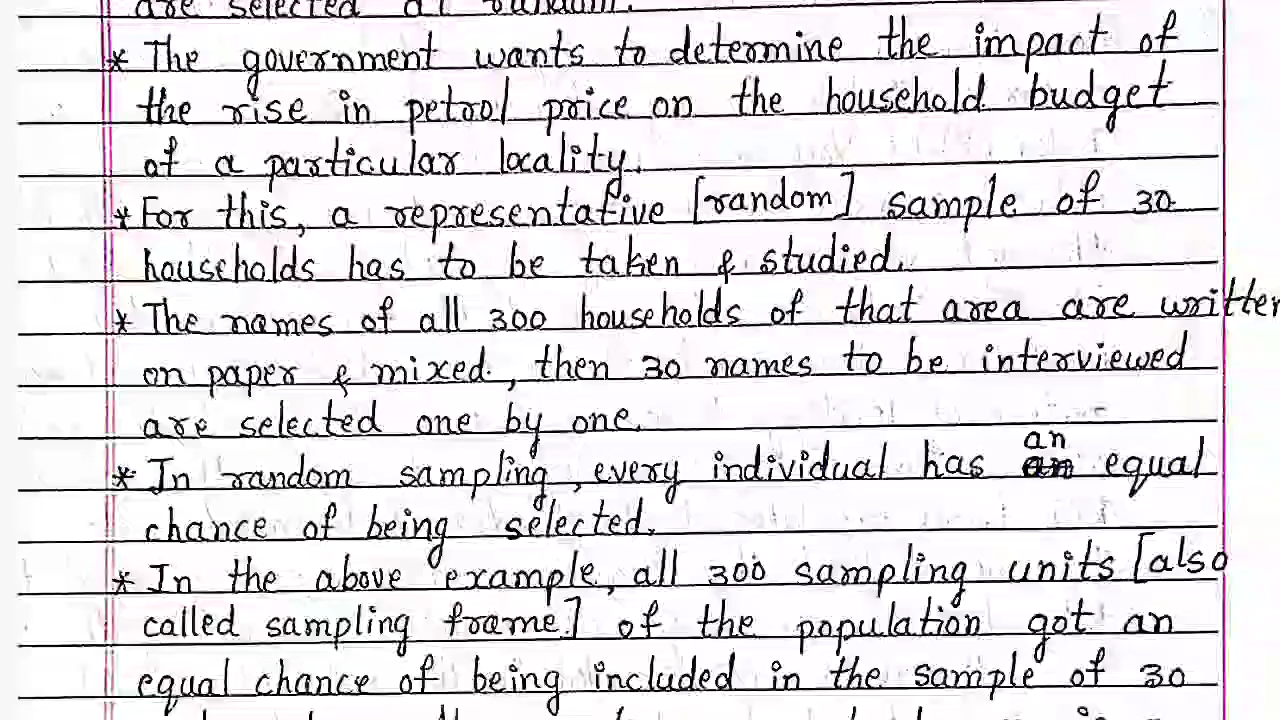 are selected at random.
* The government wants to determine the impact of
the rise in petrol price on the household budget
of a particular locality.
* For this, a representative [random] sample of 30
households has to be taken & studied.
* The names of all 300 households of that area are written
on paper & mixed, then 30 names to be interviewed
are selected one by one.
* In random sampling, every individual has an equal
chance of being selected.
* In the above example, all 300 sampling units [also
called sampling frame] of the population got an
equal chance of being included in the sample of 30